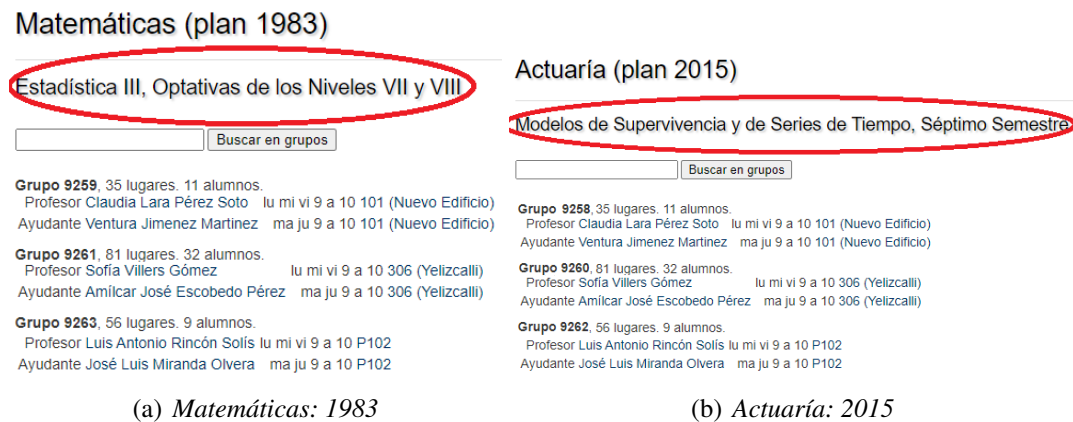 Matemáticas (plan 1983)
Estadística III, Optativas de los Niveles VII y VIII
Buscar en grupos
Grupo 9259, 35 lugares. 11 alumnos.
Profesor Claudia Lara Pérez Soto lu mi vi 9 a 10 101 (Nuevo Edificio)
Ayudante Ventura Jimenez Martinez ma ju 9 a 10 101 (Nuevo Edificio)
Grupo 9261, 81 lugares. 32 alumnos.
Profesor Sofía Villers Gómez lu mi vi 9 a 10 306 (Yelizcalli)
Ayudante Amílcar José Escobedo Pérez ma ju 9 a 10 306 (Yelizcalli)
Grupo 9263, 56 lugares. 9 alumnos.
Profesor Luis Antonio Rincón Solís lu mi vi 9 a 10 P102
Ayudante José Luis Miranda Olvera ma ju 9 a 10 P102
(a) Matemáticas: 1983
Actuaría (plan 2015)
Modelos de Supervivencia y de Series de Tiempo, Séptimo Semestre
Buscar en grupos
Grupo 9258, 35 lugares. 11 alumnos.
Profesor Claudia Lara Pérez Soto lu mi vi 9 a 10 101 (Nuevo Edificio)
Ayudante Ventura Jimenez Martinez ma ju 9 a 10 101 (Nuevo Edificio)
Grupo 9260, 81 lugares. 32 alumnos.
Profesor Sofía Villers Gómez lu mi vi 9 a 10 306 (Yelizcalli)
Ayudante Amílcar José Escobedo Pérez ma ju 9 a 10 306 (Yelizcalli)
Grupo 9262, 56 lugares. 9 alumnos.
Profesor Luis Antonio Rincón Solís lu mi vi 9 a 10 P102
Ayudante José Luis Miranda Olvera ma ju 9 a 10 P102
(b) Actuaría: 2015